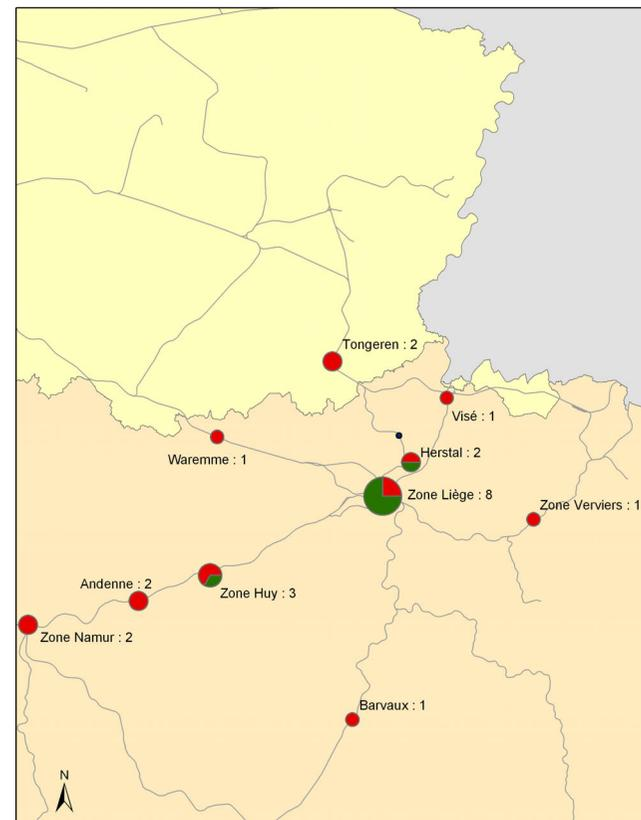 Tongeren : 2
Visé : 1
Herstal : 2
Waremme : 1
Zone Liège : 8
Zone Verviers : 1
Andenne : 2
Zone Huy : 3
Zone Namur : 2
Barvaux : 1
N